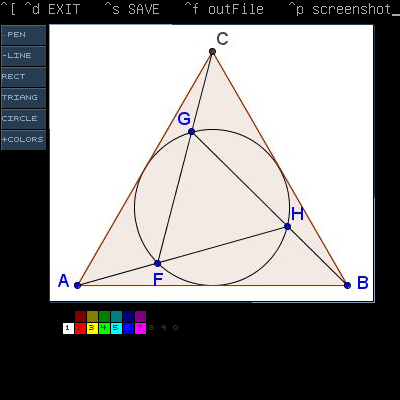 ^[ ^d EXIT   ^s SAVE   ^f outFile   ^p screenshot_
.PEN
-LINE
RECT
TRIANG
CIRCLE
+COLORS
C
G
H
A
F
B
1 2 3 4 5 6 7 8 9 0